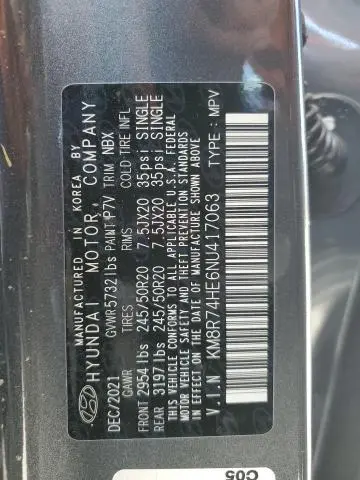 MANUFACTURED IN KOREA BY
HYUNDAI MOTOR COMPANY
DEC/2021 GVWR 5732 lbs PAINT P7V TRIM NBX
GAWR TIRES RIMS COLD TIRE INFL
FRONT 2954 lbs 245/50R20 7.5JX20 35psi SINGLE
REAR 3197 lbs 245/50R20 7.5JX20 35psi SINGLE
THIS VEHICLE CONFORMS TO ALL APPLICABLE U.S.A. FEDERAL
MOTOR VEHICLE SAFETY AND THEFT PREVENTION STANDARDS
IN EFFECT ON THE DATE OF MANUFACTURE SHOWN ABOVE.
V.I.N KM8R74HE6NU417063 TYPE : MPV
C05